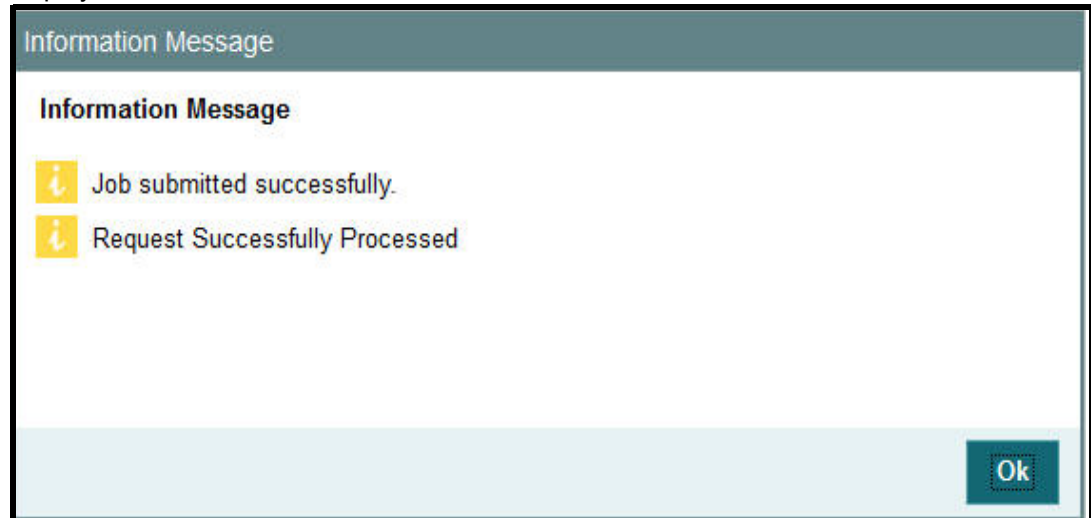 Information Message
Information Message
i Job submitted successfully.
i Request Successfully Processed
Ok